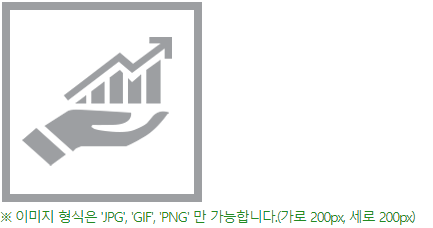 ※ 이미지 형식은 'JPG', 'GIF', 'PNG' 만 가능합니다.(가로 200px, 세로 200px)